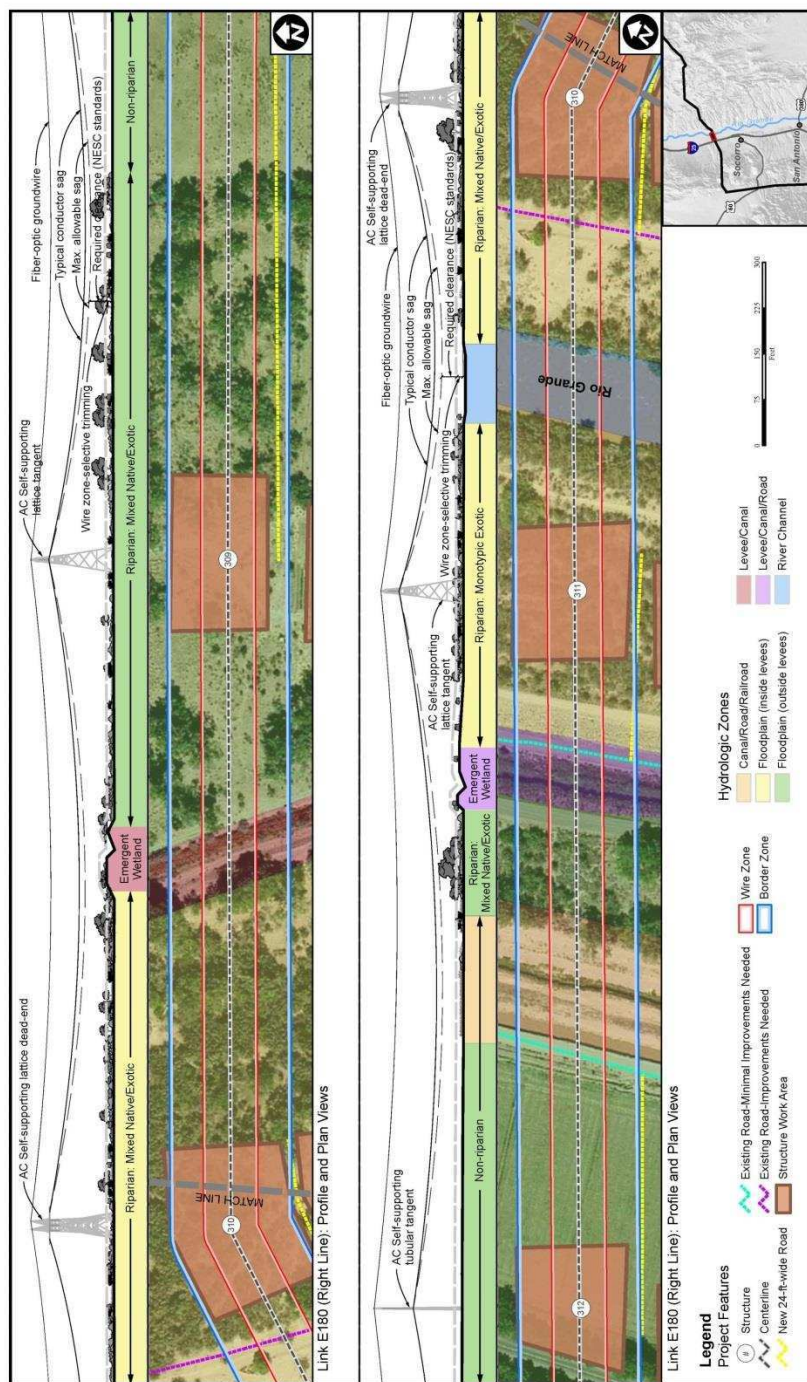 AC Self-supporting lattice dead-end
AC Self-supporting
lattice tangent
Fiber-optic groundwire
Typical conductor sag
Max. allowable sag
Required clearance (NESC standards)
Wire zone-selective trimming
Riparian: Mixed Native/Exotic
Emergent
Wetland
Riparian: Mixed Native/Exotic
Non-riparian
310
MATCH LINE
309
N
Link E180 (Right Line): Profile and Plan Views
AC Self-supporting
tubular tangent
AC Self-supporting
lattice tangent
Wire zone-selective trimming
Fiber-optic groundwire
Typical conductor sag
Max. allowable sag
Required clearance (NESC standards)
AC Self-supporting
lattice dead-end
Non-riparian
Riparian:
Mixed Native/Exotic
Emergent
Wetland
Riparian: Monotypic Exotic
Riparian: Mixed Native/Exotic
312
311
Rio Grande
310
MATCH LINE
N
Link E180 (Right Line): Profile and Plan Views
Legend
Project Features
# Structure
Centerline
New 24-ft-wide Road
Existing Road-Minimal Improvements Needed
Existing Road-Improvements Needed
Structure Work Area
Wire Zone
Border Zone
Hydrologic Zones
Canal/Road/Railroad
Floodplain (inside levees)
Floodplain (outside levees)
Levee/Canal
Levee/Canal/Road
River Channel
0 75 150 225 300
Feet
25
60
Socorro
San Antonio
Rio Grande
380